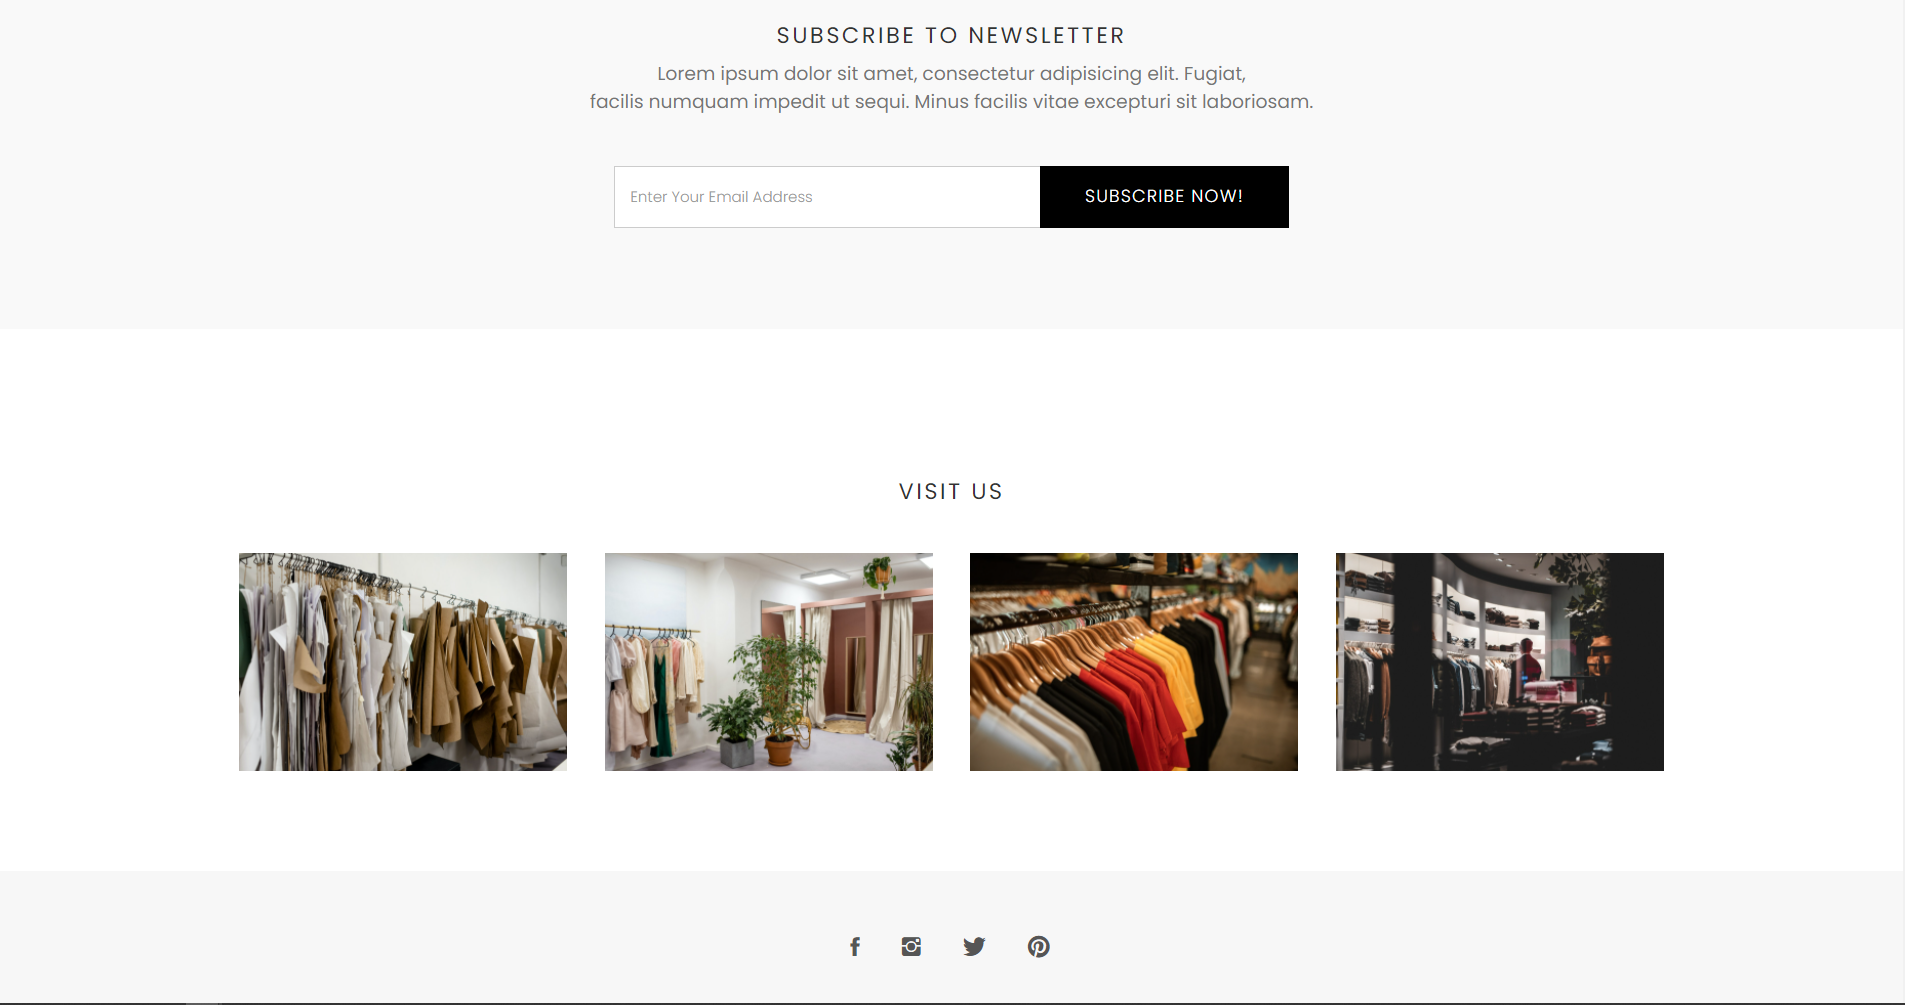 SUBSCRIBE TO NEWSLETTER
Lorem ipsum dolor sit amet, consectetur adipisicing elit. Fugiat,
facilis numquam impedit ut sequi. Minus facilis vitae excepturi sit laboriosam.
Enter Your Email Address
SUBSCRIBE NOW!
VISIT US